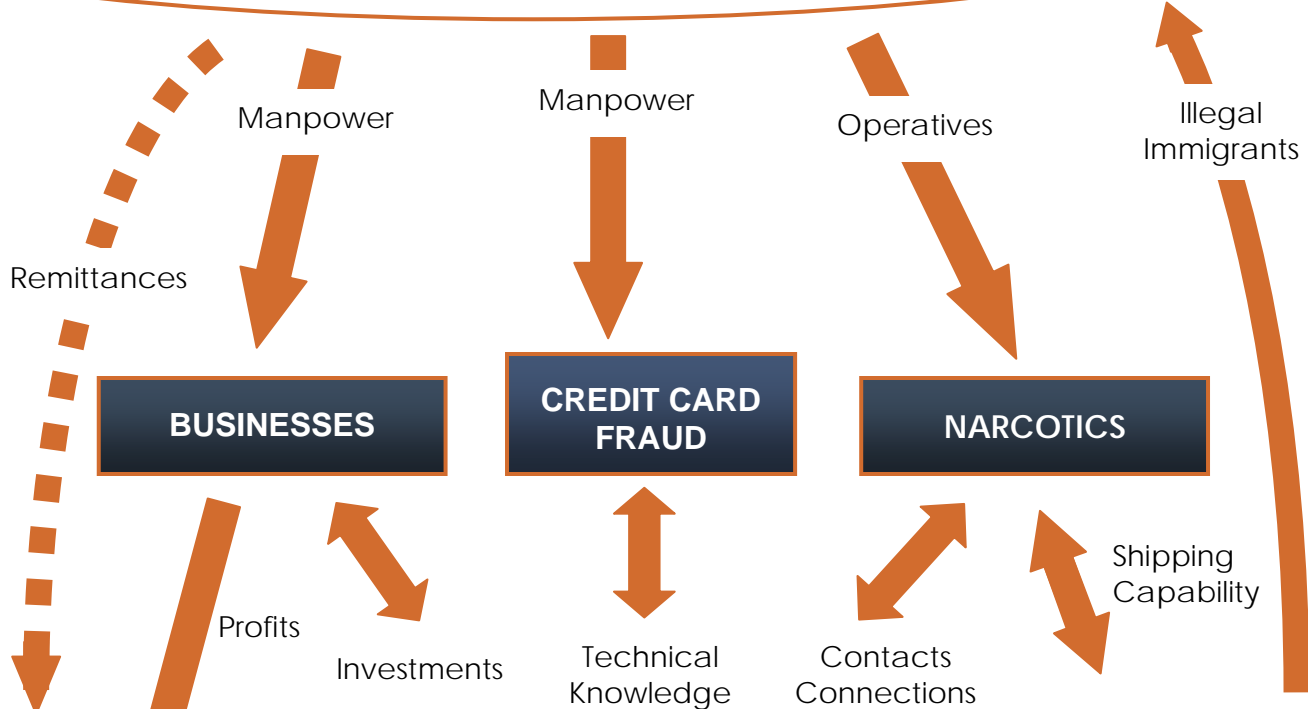 Manpower
Manpower
Operatives
Illegal
Immigrants
Remittances
BUSINESSES
CREDIT CARD
FRAUD
NARCOTICS
Profits
Investments
Technical
Knowledge
Contacts
Connections
Shipping
Capability